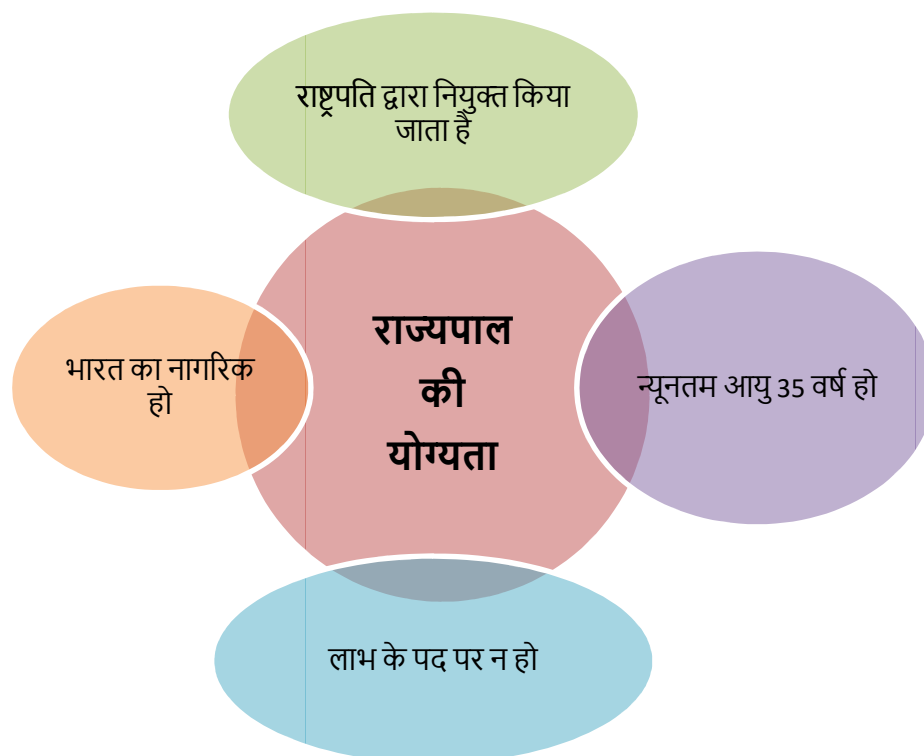 राष्ट्रपति द्वारा नियुक्त किया
जाता है
राज्यपाल
की
योग्यता
भारत का नागरिक
हो
न्यूनतम आयु 35 वर्ष हो
लाभ के पद पर न हो